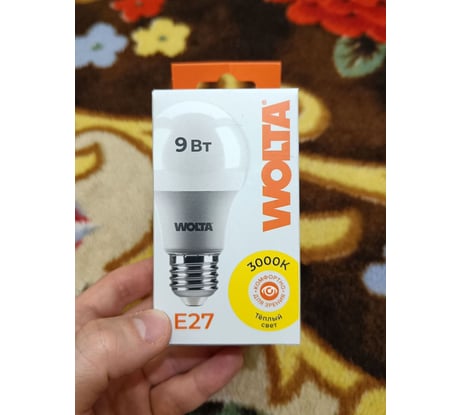 9 Вт
WOLTA
WOLTA®
3000K
КОМФОРТНО
ДЛЯ ЗРЕНИЯ
Тёплый
свет
E27